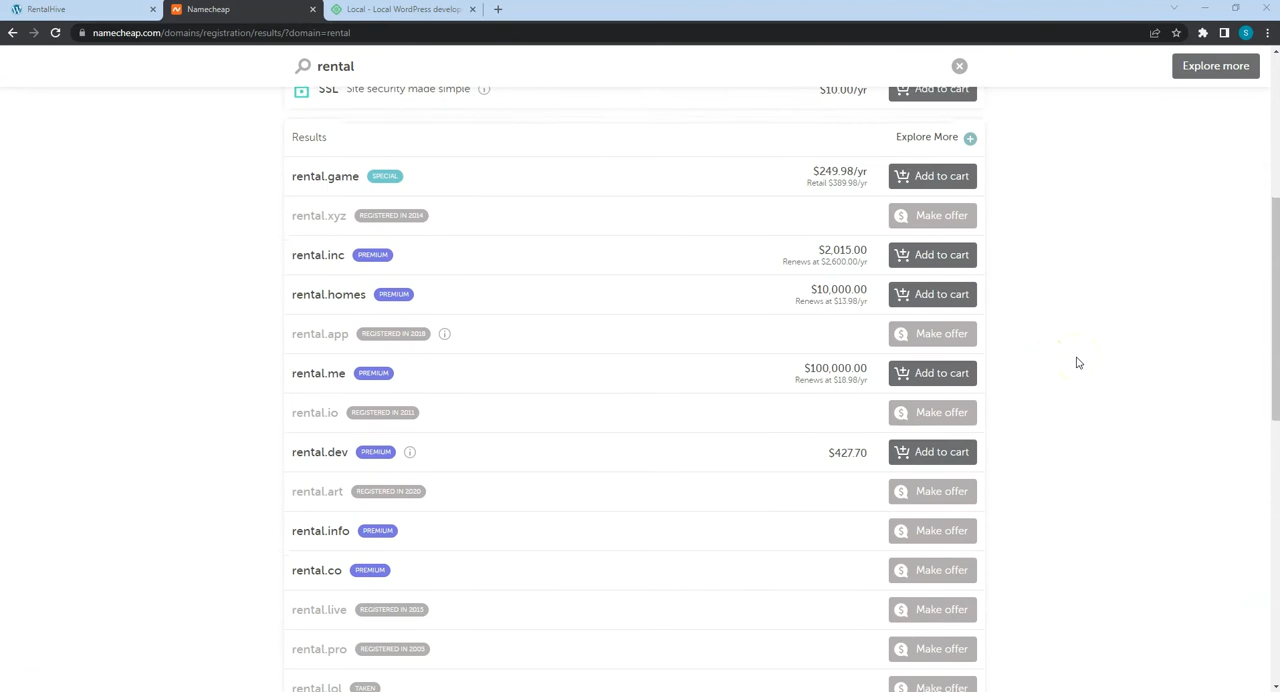 RentalHive
Namecheap
Local - Local WordPress develop
namecheap.com/domains/registration/results/?domain=rental
rental
Explore more
SSL Site security made simple $10.00/yr Add to cart
Results Explore More
rental.game SPECIAL $249.98/yr Add to cart
Retail $389.98/yr
rental.xyz REGISTERED IN 2014 Make offer
rental.inc PREMIUM $2,015.00 Add to cart
Renews at $2,600.00/yr
rental.homes PREMIUM $10,000.00 Add to cart
Renews at $13.98/yr
rental.app REGISTERED IN 2018 Make offer
rental.me PREMIUM $100,000.00 Add to cart
Renews at $18.98/yr
rental.io REGISTERED IN 2011 Make offer
rental.dev PREMIUM $427.70 Add to cart
rental.art REGISTERED IN 2020 Make offer
rental.info PREMIUM Make offer
rental.co PREMIUM Make offer
rental.live REGISTERED IN 2015 Make offer
rental.pro REGISTERED IN 2003 Make offer
rental.lol TAKEN Make offer